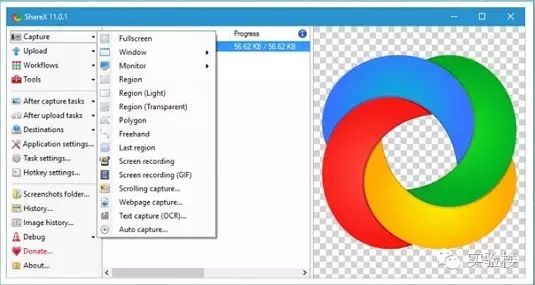 ShareX 11.0.1
Capture
Upload
Workflows
Tools
After capture tasks
After upload tasks
Destinations
Application settings...
Task settings...
Hotkey settings...
Screenshots folder...
History...
Image history...
Debug
Donate...
About...
Fullscreen
Window
Monitor
Region
Region (Light)
Region (Transparent)
Polygon
Freehand
Last region
Screen recording
Screen recording (GIF)
Scrolling capture...
Webpage capture...
Text capture (OCR)...
Auto capture...
Progress
56.62 KB / 56.62 KB
实验楼